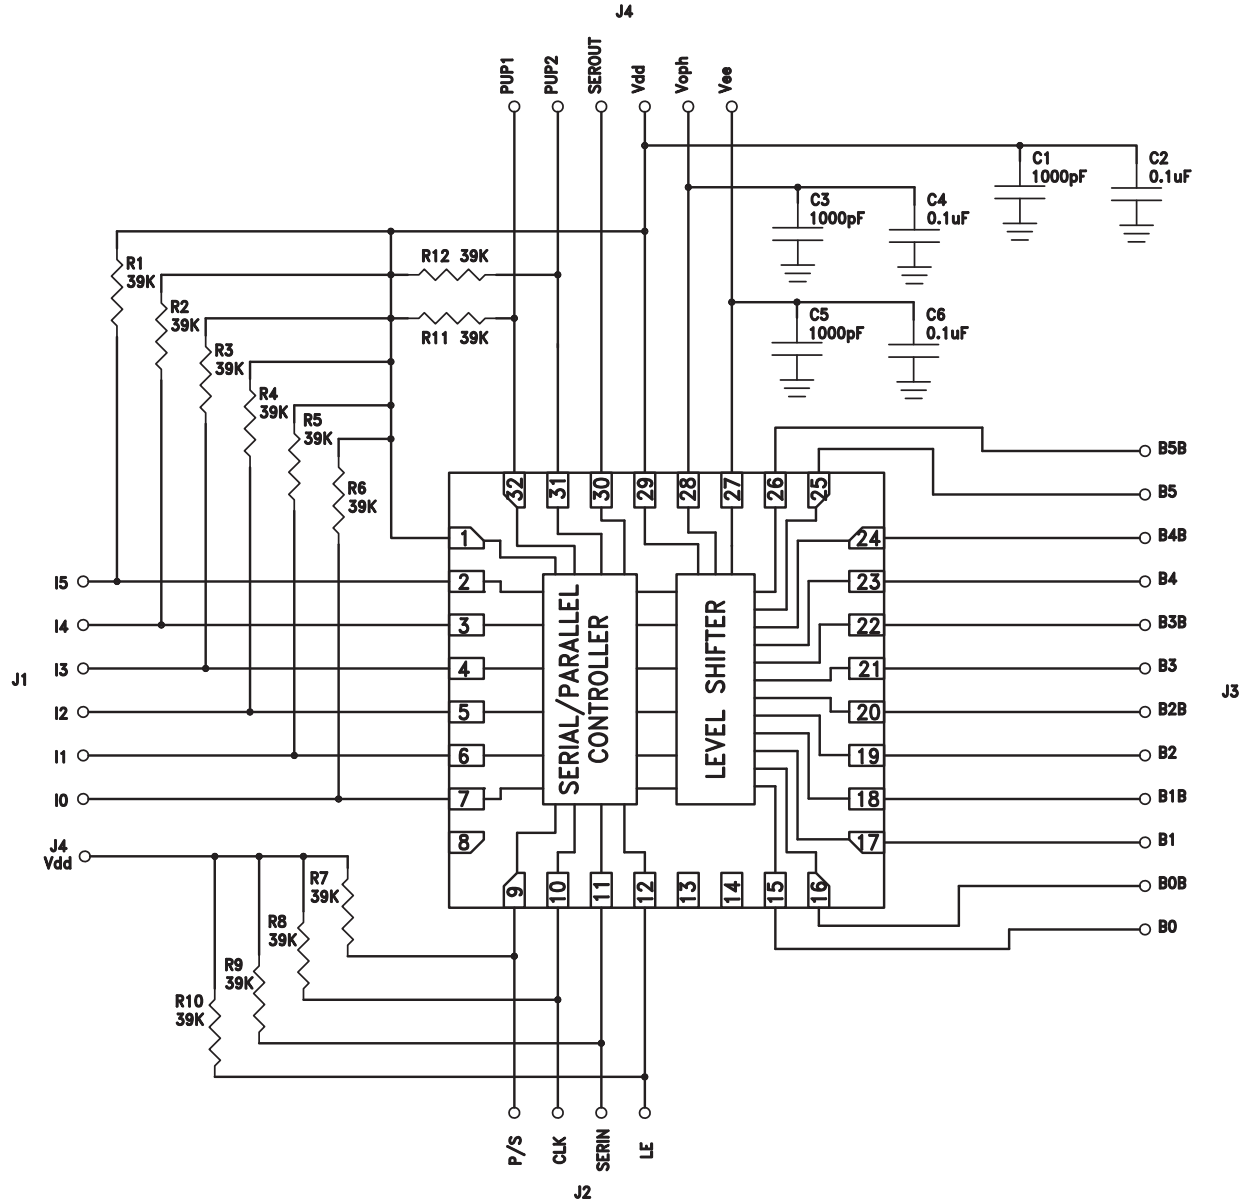 J4
PUP1
PUP2
SEROUT
Vdd
Voph
Vee
C1
1000pF
C2
0.1uF
C3
1000pF
C4
0.1uF
R12 39K
R1
39K
R2
39K
R11 39K
C5
1000pF
C6
0.1uF
R3
39K
R4
39K
R5
39K
R6
39K
32
31
30
29
28
27
26
25
B5B
B5
B4B
B4
B3B
B3
B2B
B2
B1B
B1
B0B
B0
J3
1
2
3
4
5
6
7
8
24
23
22
21
20
19
18
17
SERIAL/PARALLEL
CONTROLLER
LEVEL SHIFTER
I5
I4
I3
I2
I1
I0
J1
J4
Vdd
9
10
11
12
13
14
15
16
R7
39K
R8
39K
R9
39K
R10
39K
P/S
CLK
SERIN
LE
J2